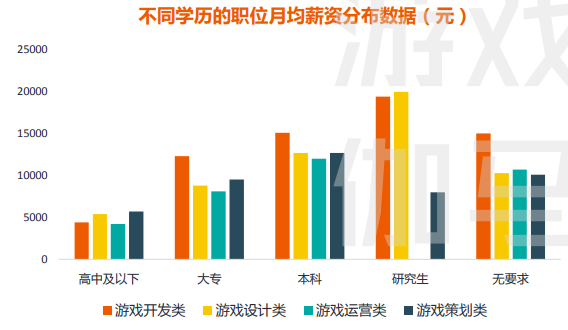 不同学历的职位月均薪资分布数据（元）
25000
20000
15000
10000
5000
0
高中及以下 大专 本科 研究生 无要求
游戏开发类 游戏设计类 游戏运营类 游戏策划类
游戏
伽星